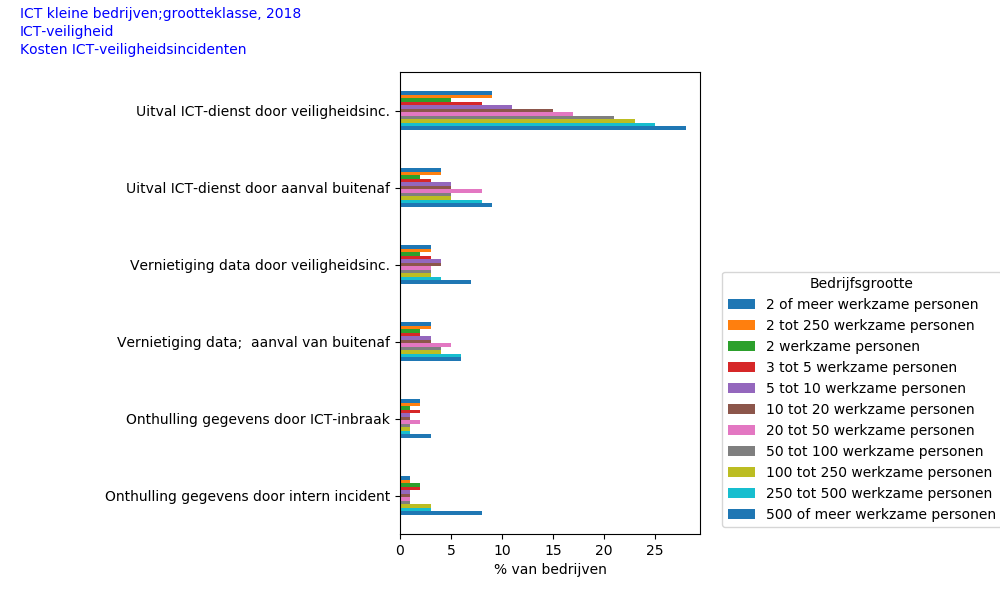 ICT kleine bedrijven;grootteklasse, 2018
ICT-veiligheid
Kosten ICT-veiligheidsincidenten
Uitval ICT-dienst door veiligheidsinc.
Uitval ICT-dienst door aanval buitenaf
Vernietiging data door veiligheidsinc.
Vernietiging data;  aanval van buitenaf
Onthulling gegevens door ICT-inbraak
Onthulling gegevens door intern incident
0 5 10 15 20 25
% van bedrijven
Bedrijfsgrootte
2 of meer werkzame personen
2 tot 250 werkzame personen
2 werkzame personen
3 tot 5 werkzame personen
5 tot 10 werkzame personen
10 tot 20 werkzame personen
20 tot 50 werkzame personen
50 tot 100 werkzame personen
100 tot 250 werkzame personen
250 tot 500 werkzame personen
500 of meer werkzame personen